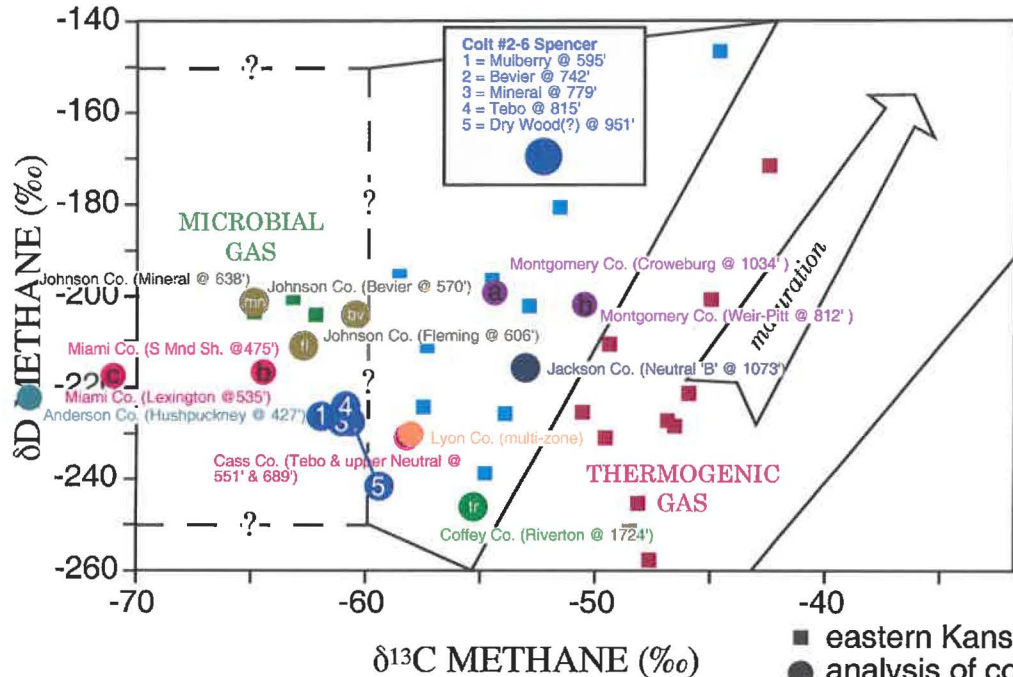 -140
-160
-180
-200
-220
-240
-260
δD METHANE (‰)
?
?
?
?
Colt #2-6 Spencer
1 = Mulberry @ 595'
2 = Bevier @ 742'
3 = Mineral @ 779'
4 = Tebo @ 815'
5 = Dry Wood(?) @ 951'
MICROBIAL
GAS
Johnson Co. (Mineral @ 638')
Johnson Co. (Bevier @ 570')
mn
bv
fl
Johnson Co. (Fleming @ 606')
Montgomery Co. (Croweburg @ 1034')
a
b
Montgomery Co. (Weir-Pitt @ 812' )
maturation
Miami Co. (S Mnd Sh. @475')
c
b
Jackson Co. (Neutral 'B' @ 1073')
Miami Co. (Lexington @535')
Anderson Co. (Hushpuckney @ 427')
1
4
3
5
Lyon Co. (multi-zone)
Cass Co. (Tebo & upper Neutral @
551' & 689')
THERMOGENIC
GAS
Coffey Co. (Riverton @ 1724')
-70
-60
-50
-40
δ13C METHANE (‰)
eastern Kans
analysis of co